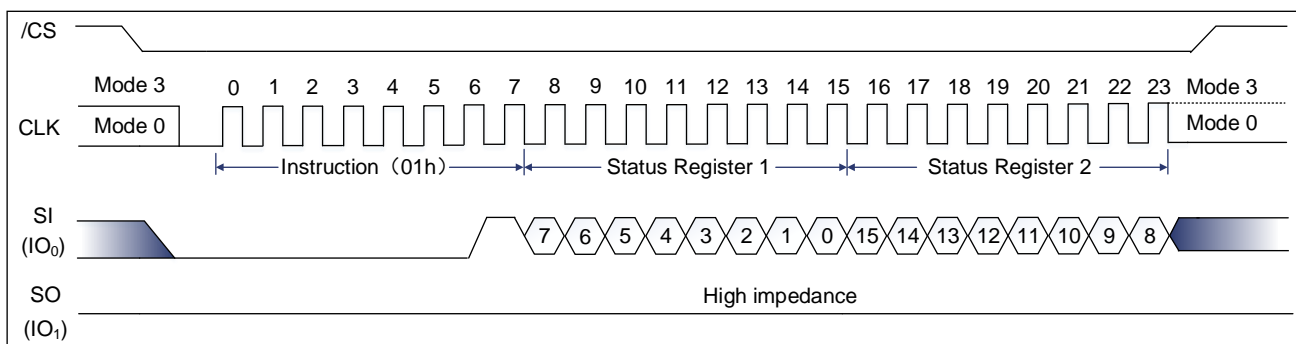 /CS
Mode 3 0 1 2 3 4 5 6 7 8 9 10 11 12 13 14 15 16 17 18 19 20 21 22 23 Mode 3
CLK Mode 0 Mode 0
Instruction (01h) Status Register 1 Status Register 2
SI
(IO0) 7 6 5 4 3 2 1 0 15 14 13 12 11 10 9 8
SO High impedance
(IO1)